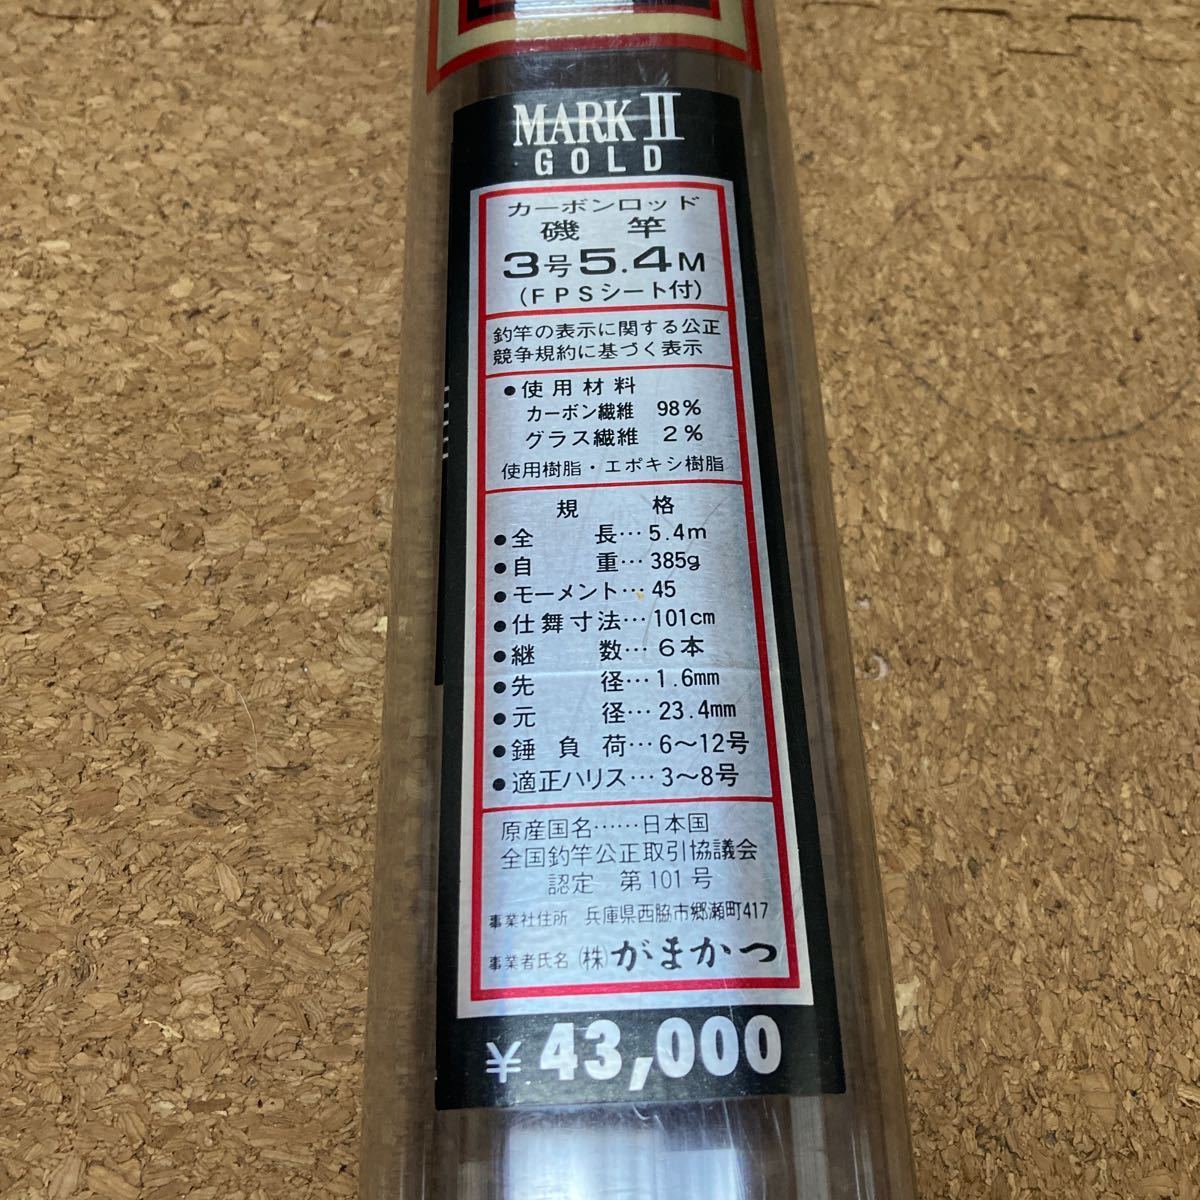 MARK II
GOLD
カーボンロッド
磯 竿
3号5.4M
(FPSシート付)
釣竿の表示に関する公正
競争規約に基づく表示
●使用材料
カーボン繊維 98%
グラス繊維 2%
使用樹脂・エポキシ樹脂
規 格
●全 長…5.4m
●自 重…385g
●モーメント…45
●仕舞寸法…101cm
●継 数…6本
●先 径…1.6mm
●元 径…23.4mm
●錘負荷…6〜12号
●適正ハリス…3〜8号
原産国名……日本国
全国釣竿公正取引協議会
認定 第101号
事業社住所 兵庫県西脇市郷瀬町417
事業者氏名 (株)がまかつ
¥43,000